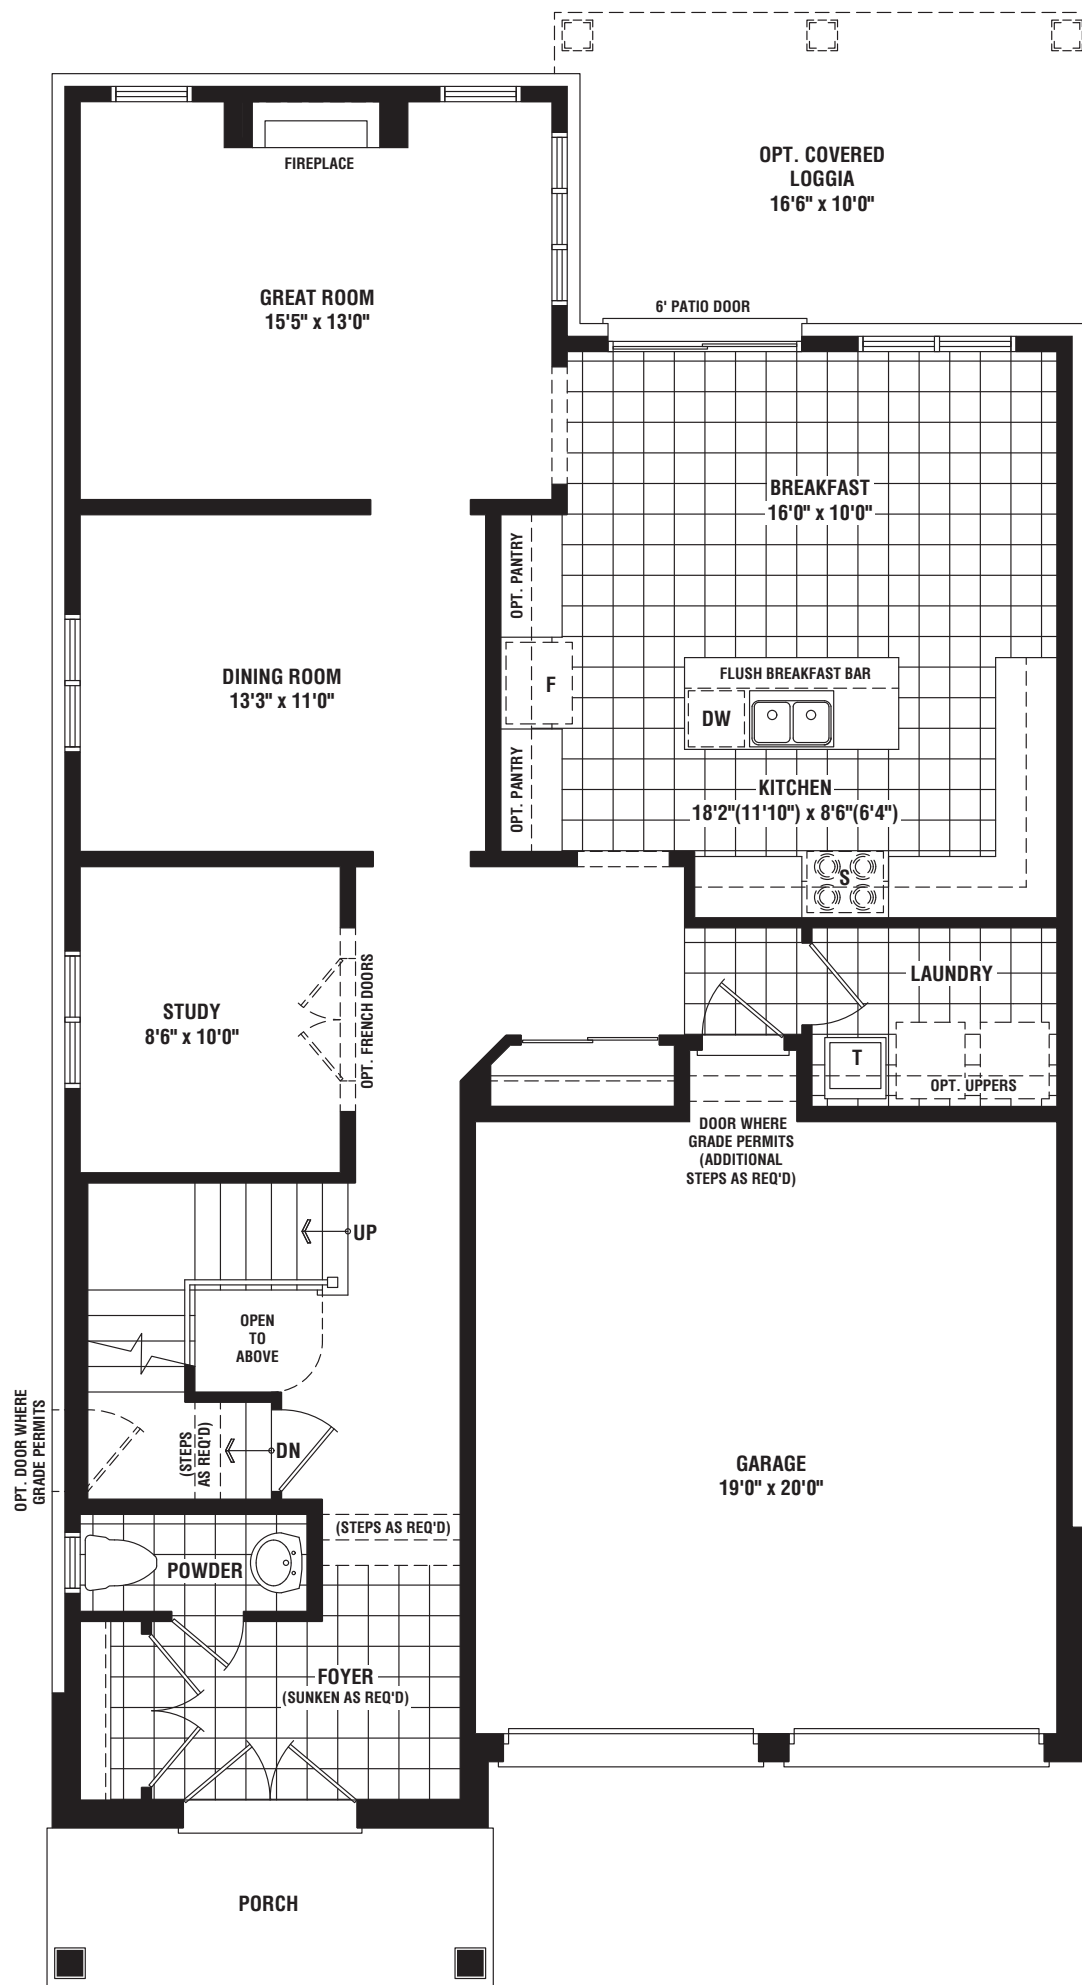 OPT. COVERED
LOGGIA
16'6" x 10'0"
FIREPLACE
GREAT ROOM
15'5" x 13'0"
6' PATIO DOOR
BREAKFAST
16'0" x 10'0"
OPT. PANTRY
F
FLUSH BREAKFAST BAR
DW
DINING ROOM
13'3" x 11'0"
OPT. PANTRY
KITCHEN
18'2"(11'10") x 8'6"(6'4")
S
STUDY
8'6" x 10'0"
OPT. FRENCH DOORS
LAUNDRY
T
OPT. UPPERS
DOOR WHERE
GRADE PERMITS
(ADDITIONAL
STEPS AS REQ'D)
UP
OPEN
TO
ABOVE
OPT. DOOR WHERE
GRADE PERMITS
(STEPS
AS REQ'D)
DN
GARAGE
19'0" x 20'0"
(STEPS AS REQ'D)
POWDER
FOYER
(SUNKEN AS REQ'D)
PORCH